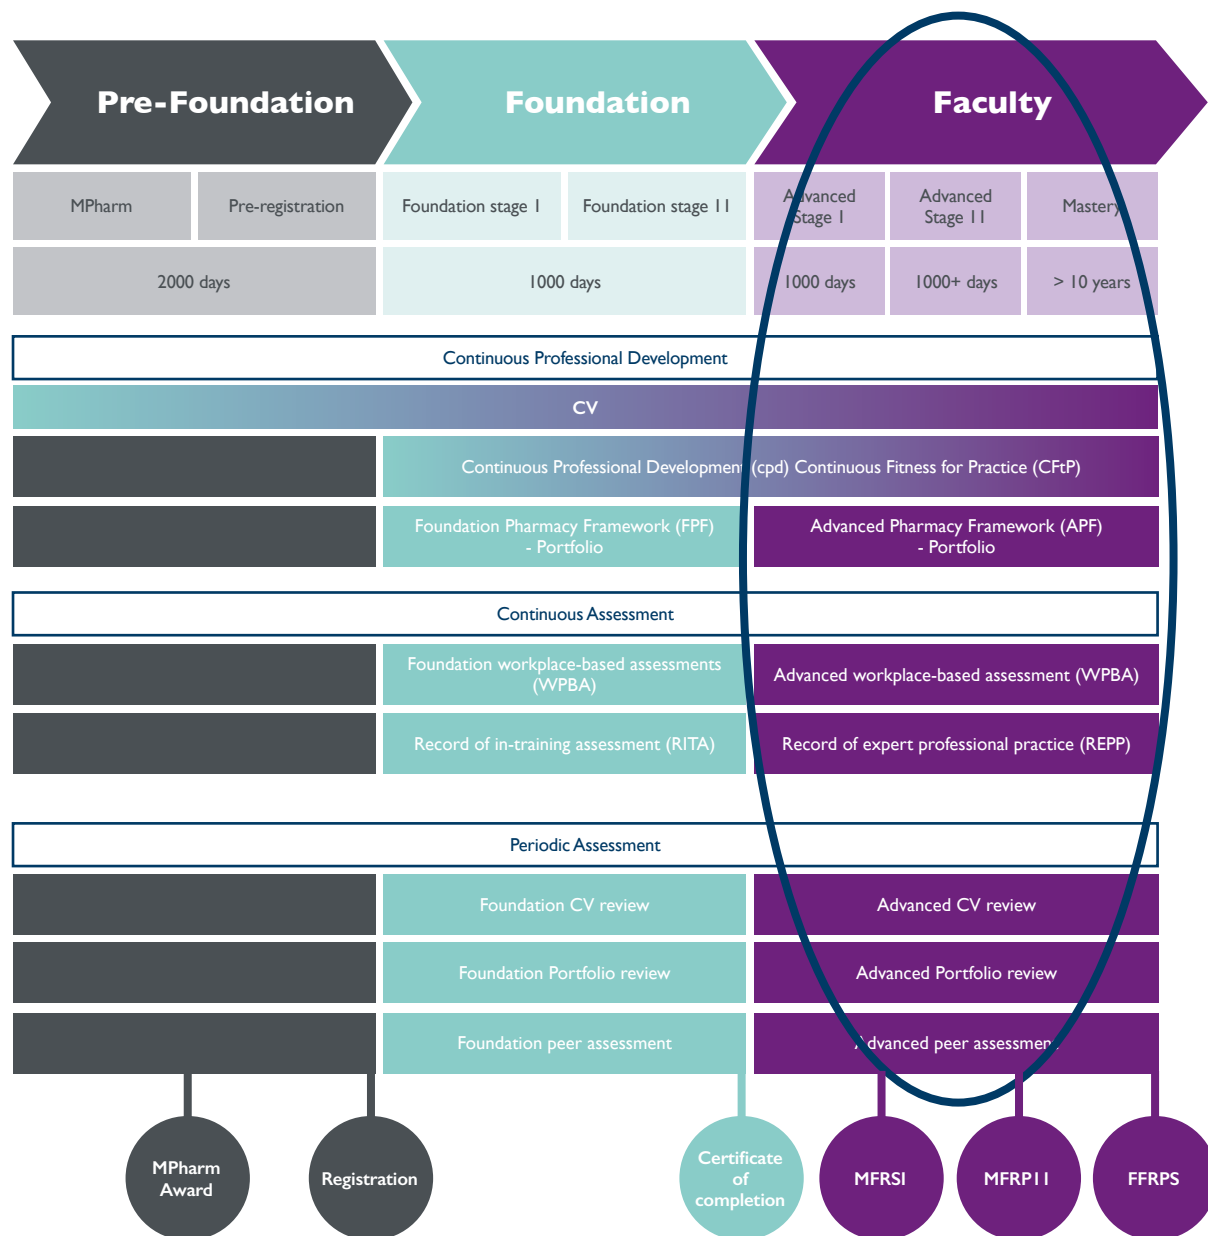 Pre-Foundation
Foundation
Faculty
MPharm
Pre-registration
Foundation stage I
Foundation stage II
Advanced
Stage I
Advanced
Stage II
Mastery
2000 days
1000 days
1000 days
1000+ days
> 10 years
Continuous Professional Development
CV
Continuous Professional Development (cpd) Continuous Fitness for Practice (CFtP)
Foundation Pharmacy Framework (FPF)
- Portfolio
Advanced Pharmacy Framework (APF)
- Portfolio
Continuous Assessment
Foundation workplace-based assessments
(WPBA)
Advanced workplace-based assessment (WPBA)
Record of in-training assessment (RITA)
Record of expert professional practice (REPP)
Periodic Assessment
Foundation CV review
Advanced CV review
Foundation Portfolio review
Advanced Portfolio review
Foundation peer assessment
Advanced peer assessment
MPharm
Award
Registration
Certificate
of
completion
MFRSI
MFRP11
FFRPS